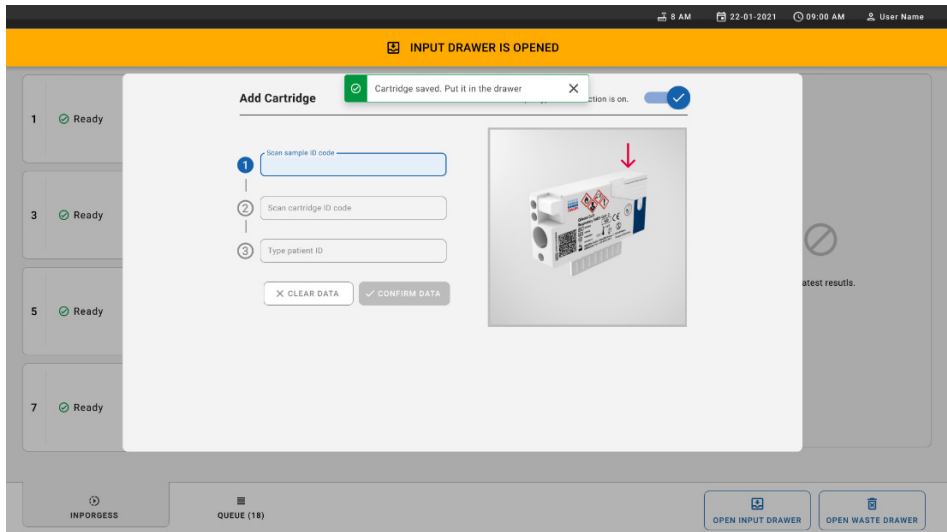 8 AM 22-01-2021 09:00 AM User Name
INPUT DRAWER IS OPENED
Cartridge saved. Put it in the drawer
Add Cartridge
ction is on.
1 Ready
Scan sample ID code
1
2 Scan cartridge ID code
3 Ready
3 Type patient ID
CLEAR DATA CONFIRM DATA
atest resutls.
5 Ready
7 Ready
INPORGESS
QUEUE (18)
OPEN INPUT DRAWER
OPEN WASTE DRAWER